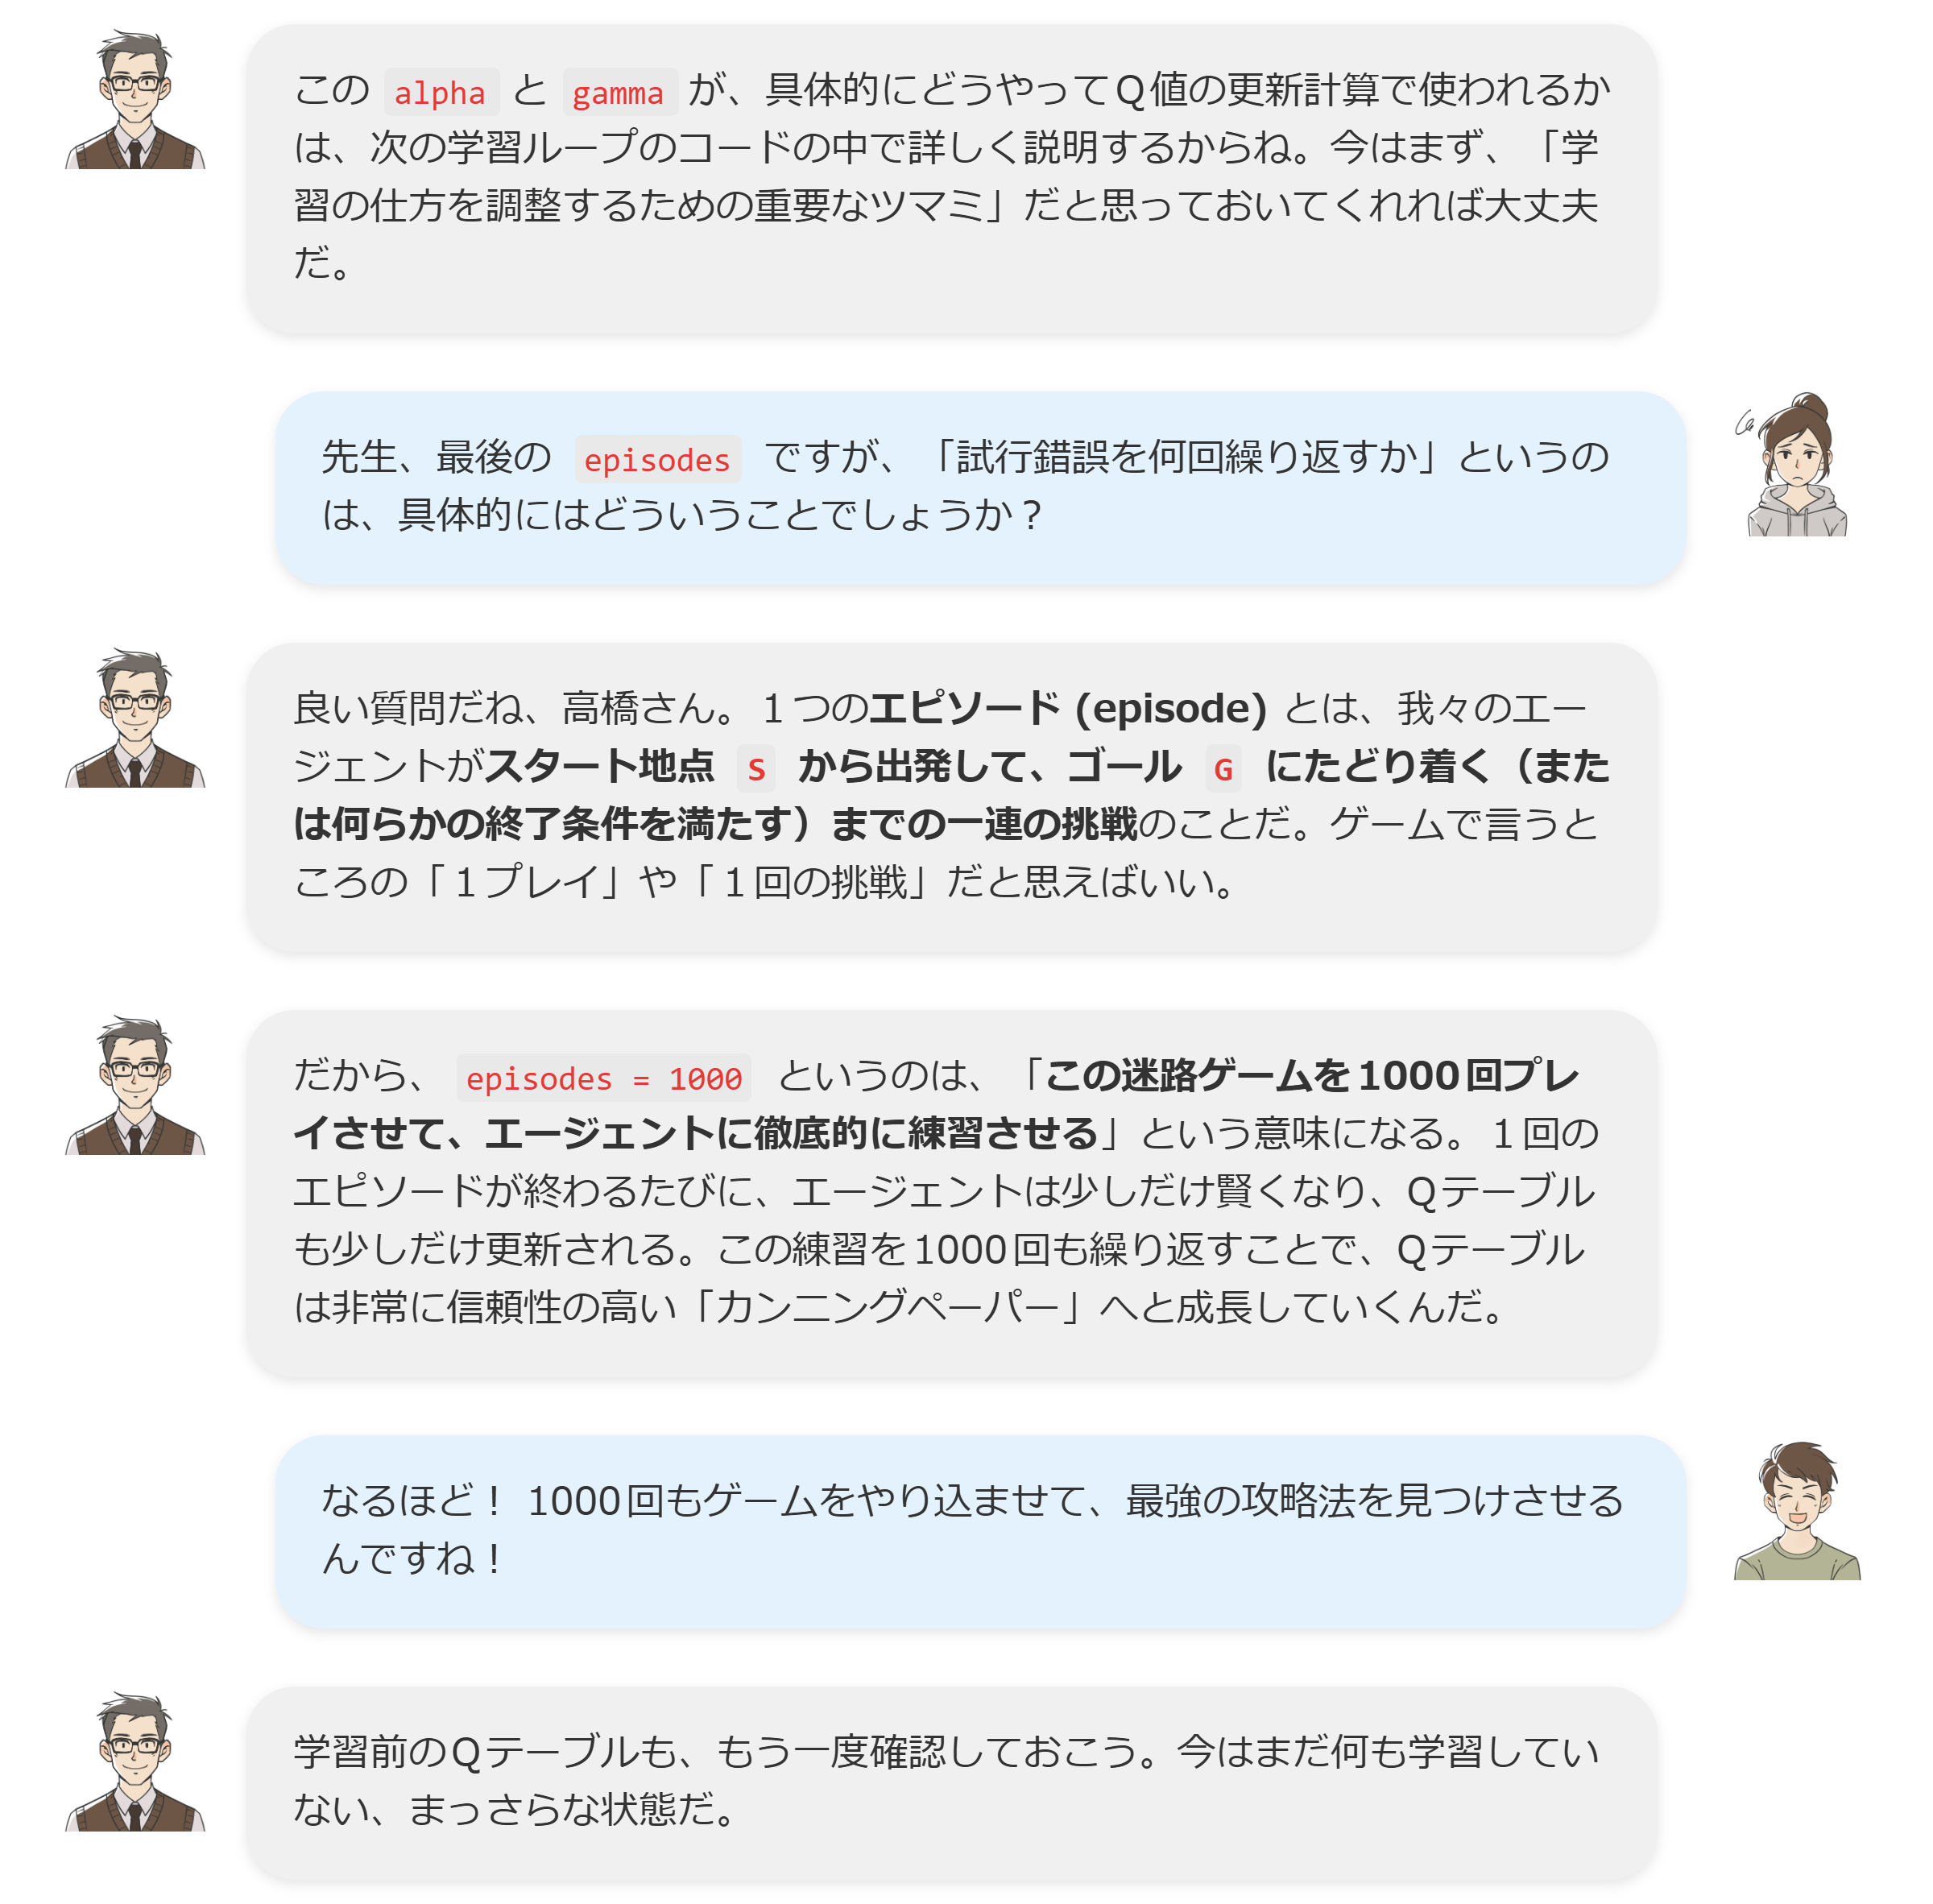 この alpha と gamma が、具体的にどうやってQ値の更新計算で使われるか
は、次の学習ループのコードの中で詳しく説明するからね。今はまず、「学
習の仕方を調整するための重要なツマミ」だと思っておいてくれれば大丈夫
だ。
先生、最後の episodes ですが、「試行錯誤を何回繰り返すか」というの
は、具体的にはどういうことでしょうか？
良い質問だね、高橋さん。１つのエピソード (episode) とは、我々のエー
ジェントがスタート地点 S から出発して、ゴール G にたどり着く（また
は何らかの終了条件を満たす）までの一連の挑戦のことだ。ゲームで言うと
ころの「１プレイ」や「１回の挑戦」だと思えばいい。
だから、 episodes = 1000 というのは、「この迷路ゲームを1000回プレ
イさせて、エージェントに徹底的に練習させる」という意味になる。１回の
エピソードが終わるたびに、エージェントは少しだけ賢くなり、Qテーブル
も少しだけ更新される。この練習を1000回も繰り返すことで、Qテーブル
は非常に信頼性の高い「カンニングペーパー」へと成長していくんだ。
なるほど！ 1000回もゲームをやり込ませて、最強の攻略法を見つけさせる
んですね！
学習前のQテーブルも、もう一度確認しておこう。今はまだ何も学習してい
ない、まっさらな状態だ。